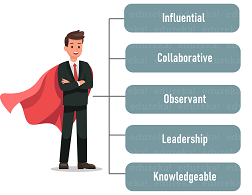 Influential
Collaborative
Observant
Leadership
Knowledgeable